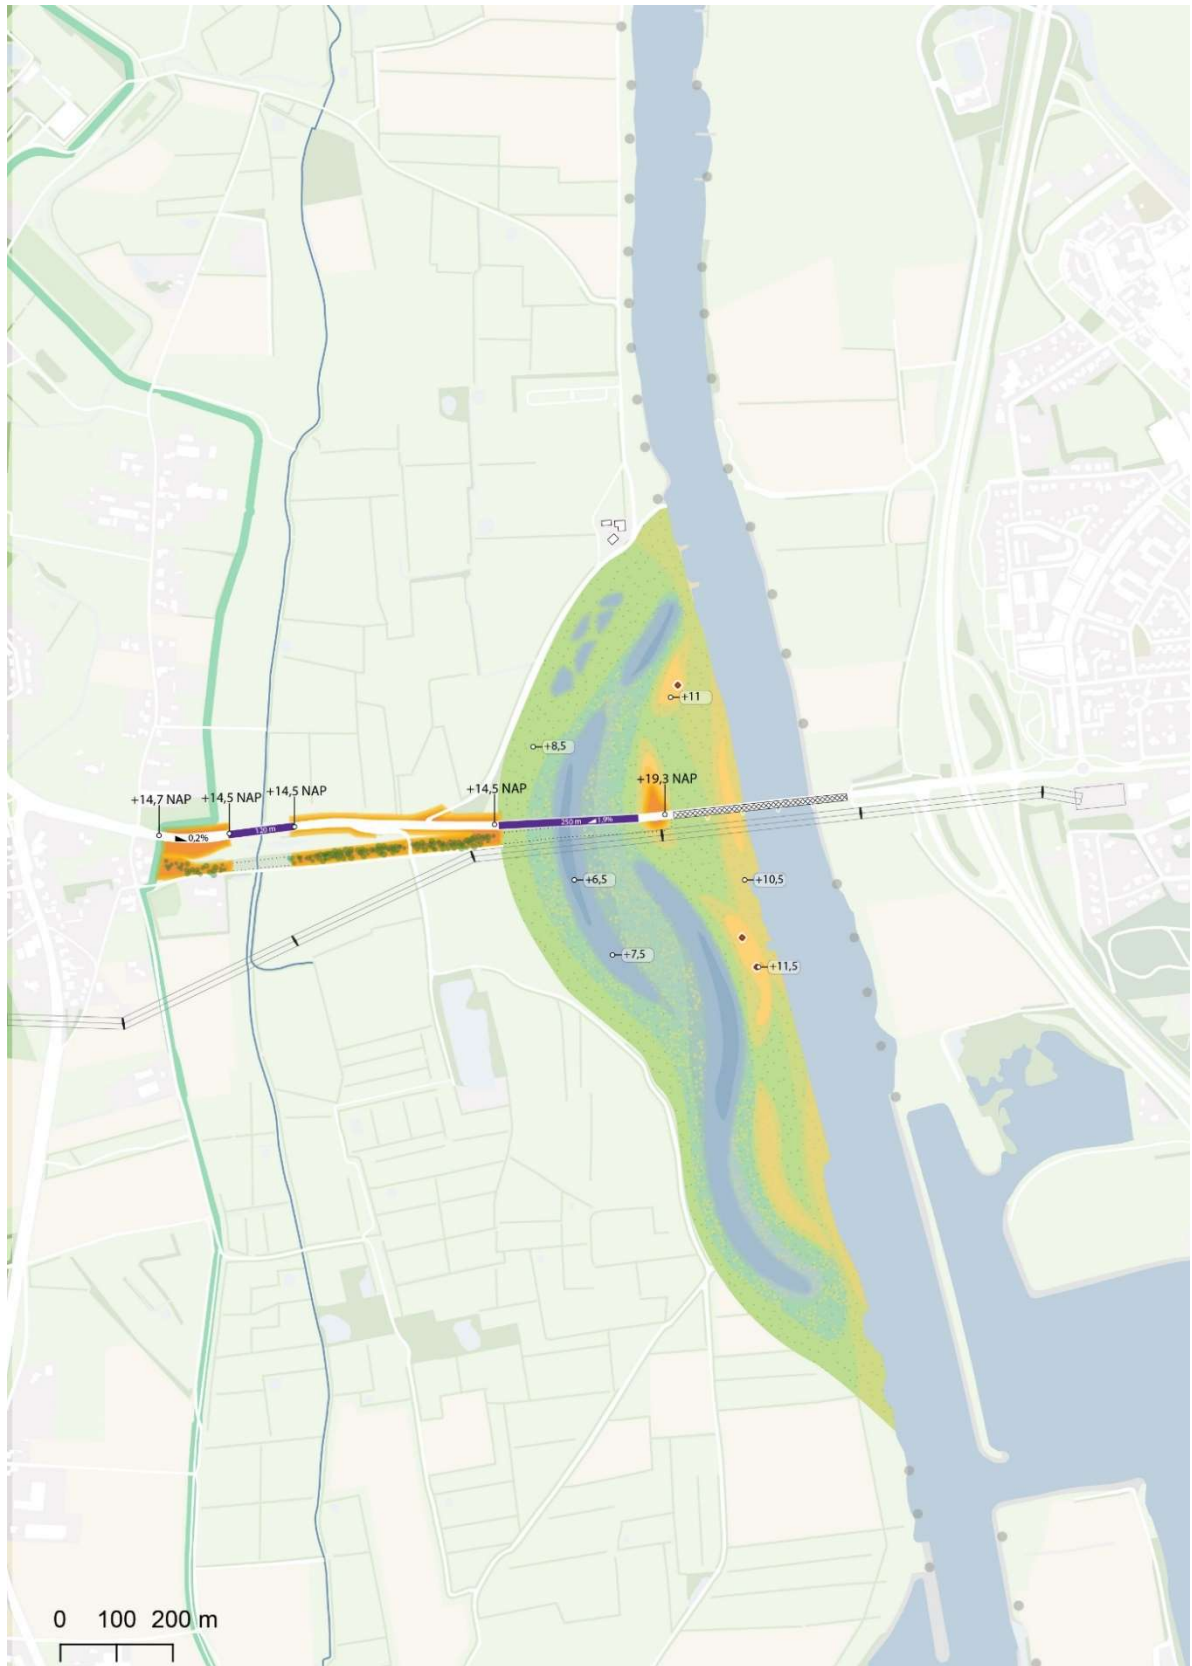 +11
+8,5
+19,3 NAP
+14,5 NAP
+14,5 NAP
+14,5 NAP
+14,7 NAP
250 m 1,9%
120 m
0,2%
+6,5
+10,5
+7,5
+11,5
0 100 200 m